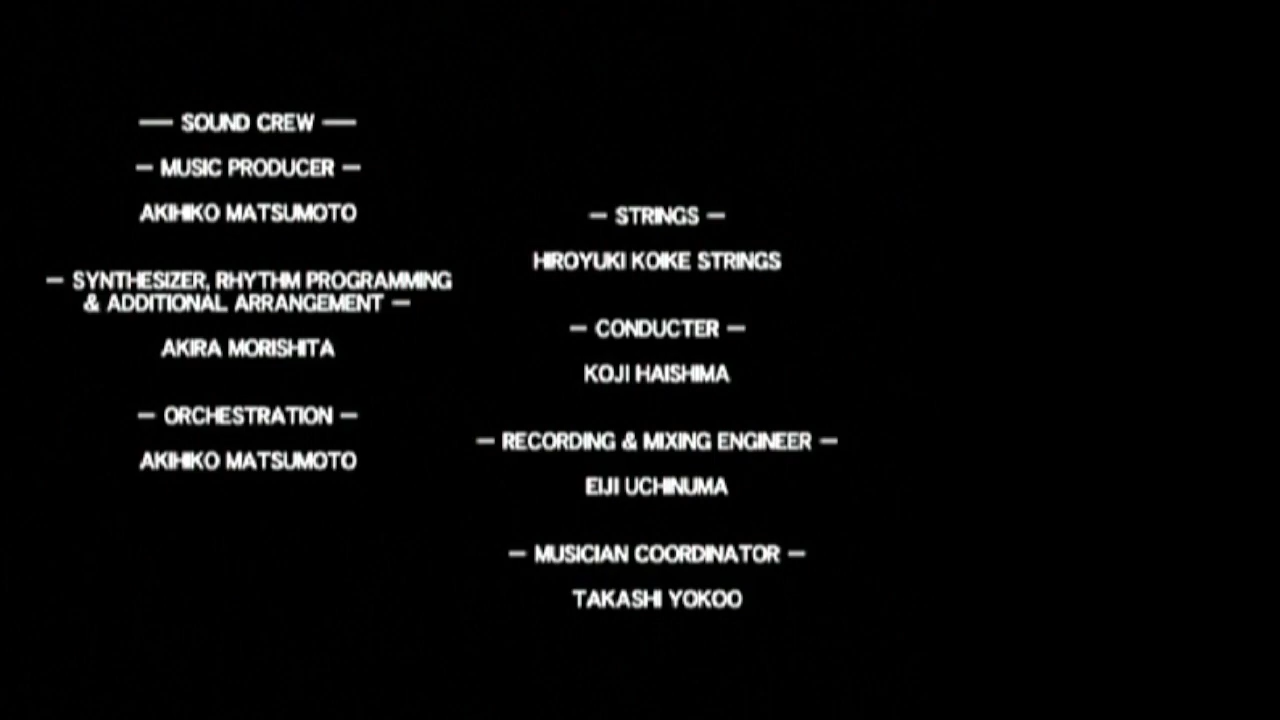 — SOUND CREW —
— MUSIC PRODUCER —
AKIHIKO MATSUMOTO
— SYNTHESIZER, RHYTHM PROGRAMMING
& ADDITIONAL ARRANGEMENT —
AKIRA MORISHITA
— ORCHESTRATION —
AKIHIKO MATSUMOTO
— STRINGS —
HIROYUKI KOIKE STRINGS
— CONDUCTER —
KOJI HAISHIMA
— RECORDING & MIXING ENGINEER —
EIJI UCHINUMA
— MUSICIAN COORDINATOR —
TAKASHI YOKOO